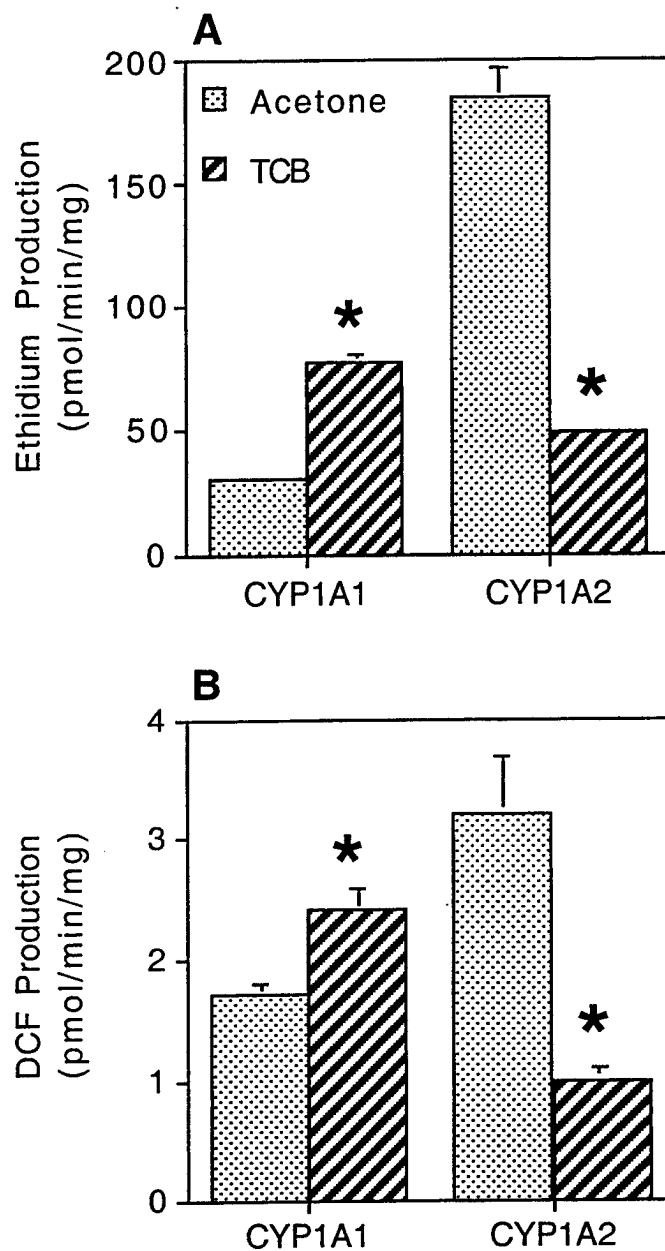 A
Ethidium Production
(pmol/min/mg)
200
150
100
50
0
Acetone
TCB
*
*
CYP1A1
CYP1A2
B
DCF Production
(pmol/min/mg)
4
3
2
1
0
*
*
CYP1A1
CYP1A2